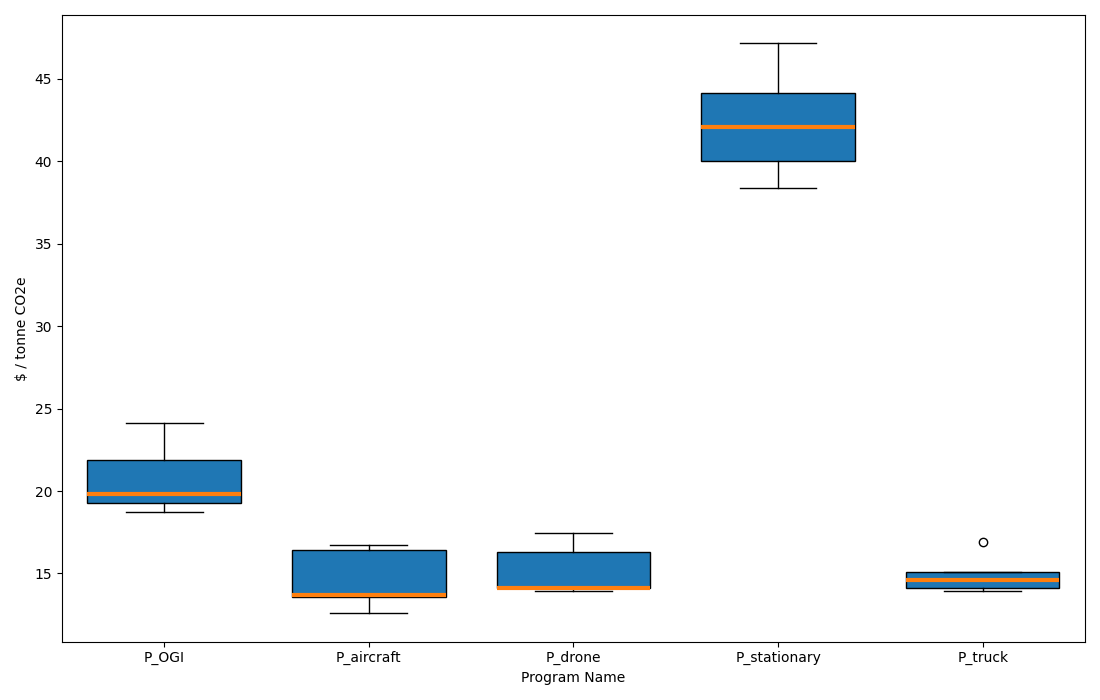 $ / tonne CO2e
45
40
35
30
25
20
15
P_OGI
P_aircraft
P_drone
P_stationary
P_truck
Program Name